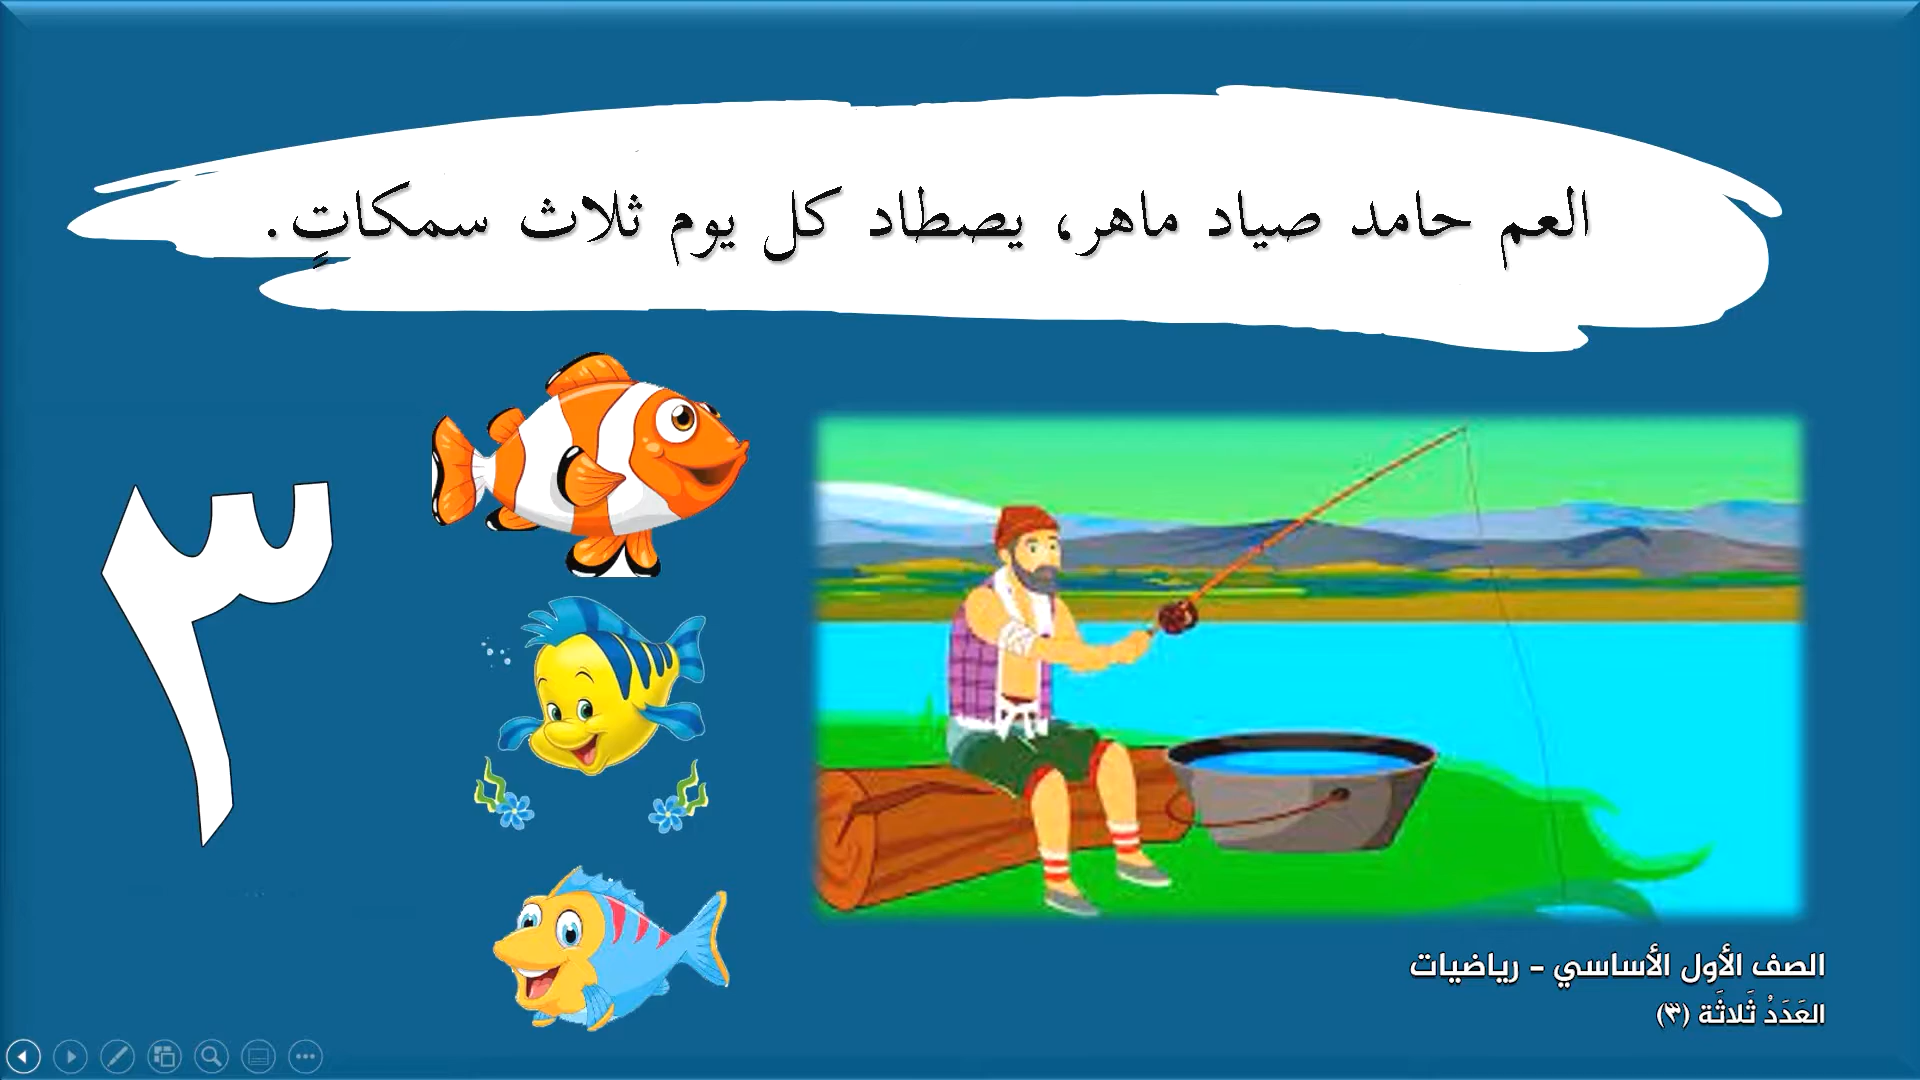 العم حامد صياد ماهر، يصطاد كل يوم ثلاث سمكاتٍ.
٣
الصف الأول الأساسي - رياضيات
العَدَدُ ثَلاثَة (٣)